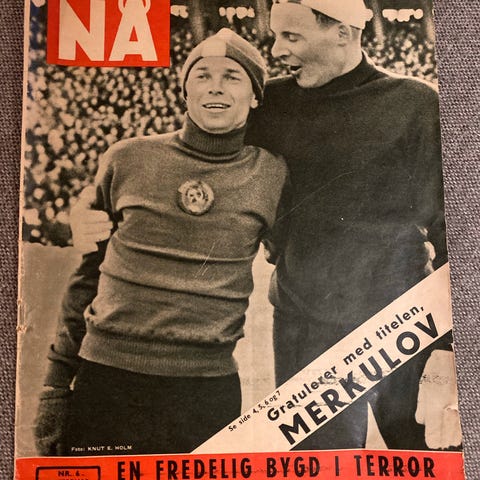 NÅ
Se side 4, 5, 6 og 7
Gratulerer med titelen,
MERKULOV
Foto: KNUT E. HOLM
NR. 6
EN FREDELIG BYGD I TERROR